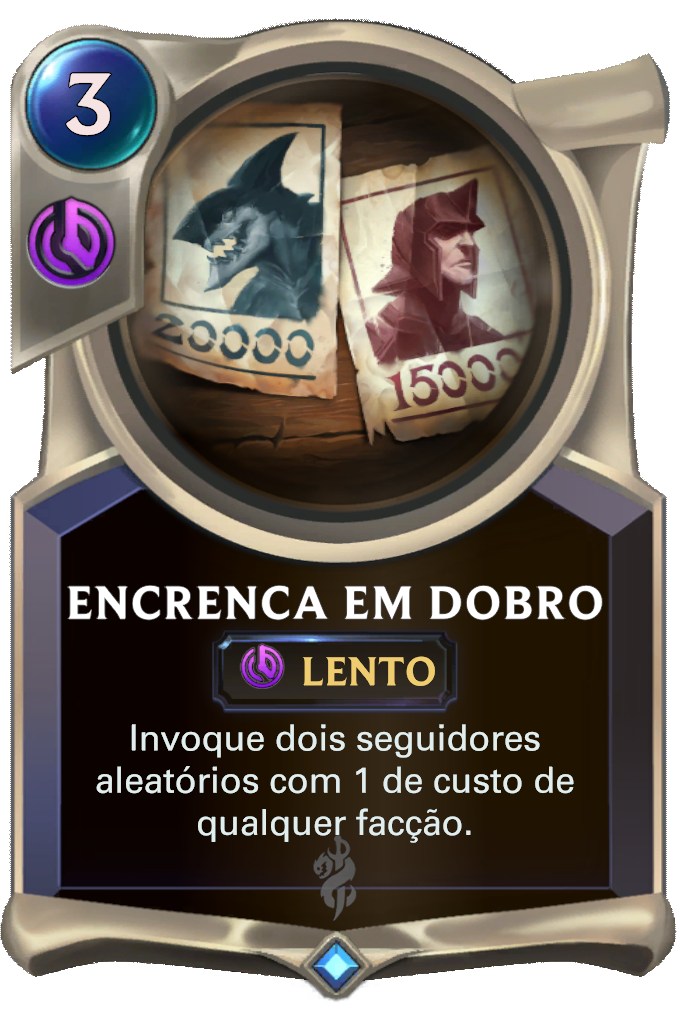 3
20000
15000
ENCRENCA EM DOBRO
LENTO
Invoque dois seguidores
aleatórios com 1 de custo de
qualquer facção.